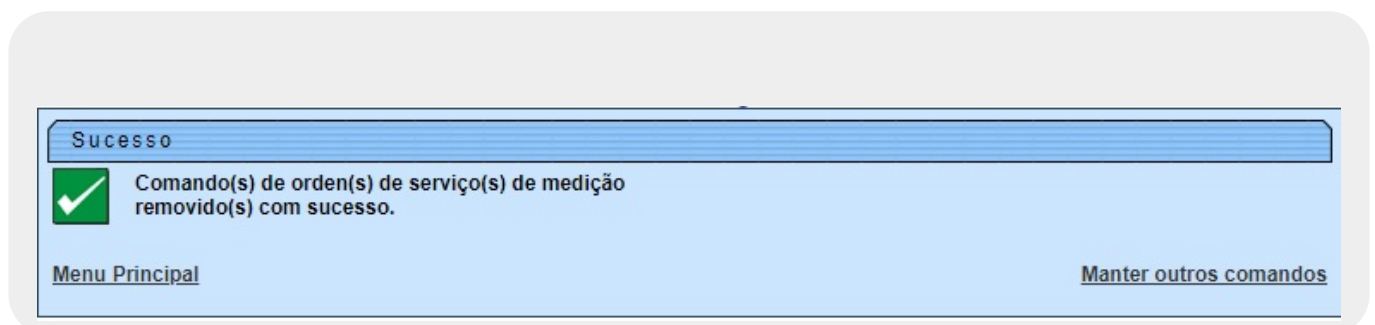 Sucesso
Comando(s) de orden(s) de serviço(s) de medição
removido(s) com sucesso.
Menu Principal
Manter outros comandos